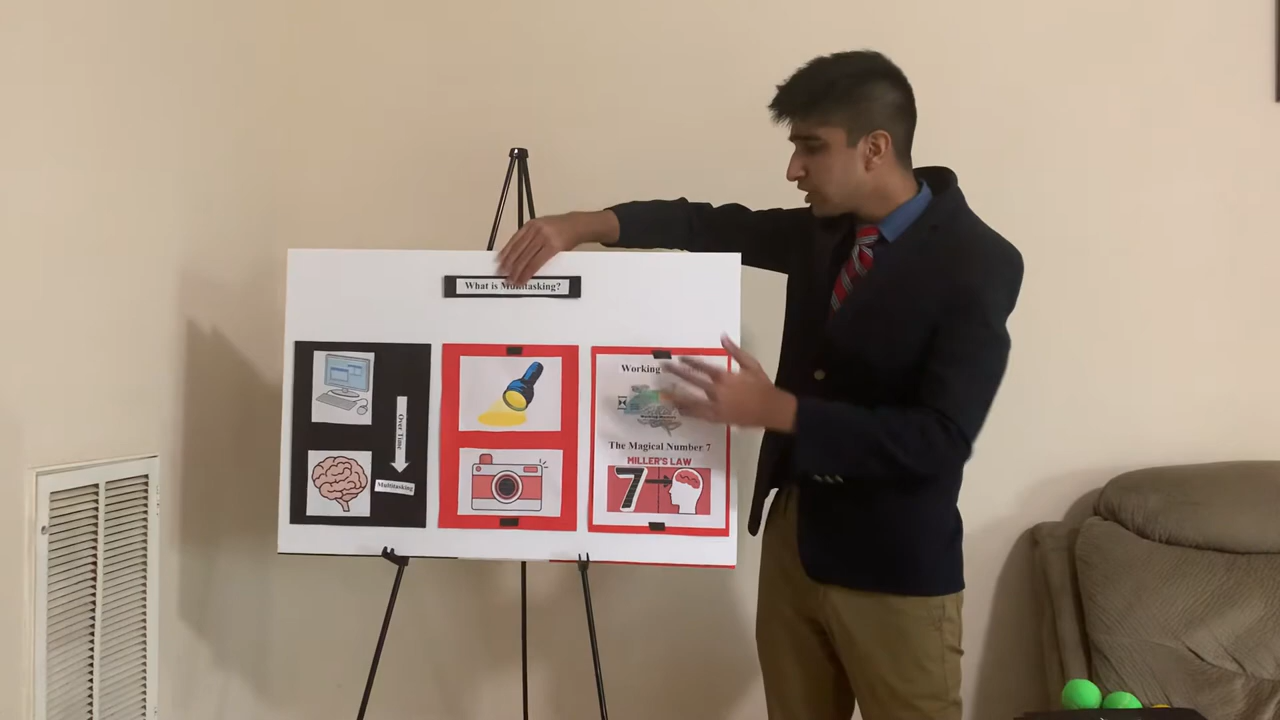 What is Multitasking?
Over Time
Multitasking
Working
The Magical Number 7
MILLER'S LAW
7